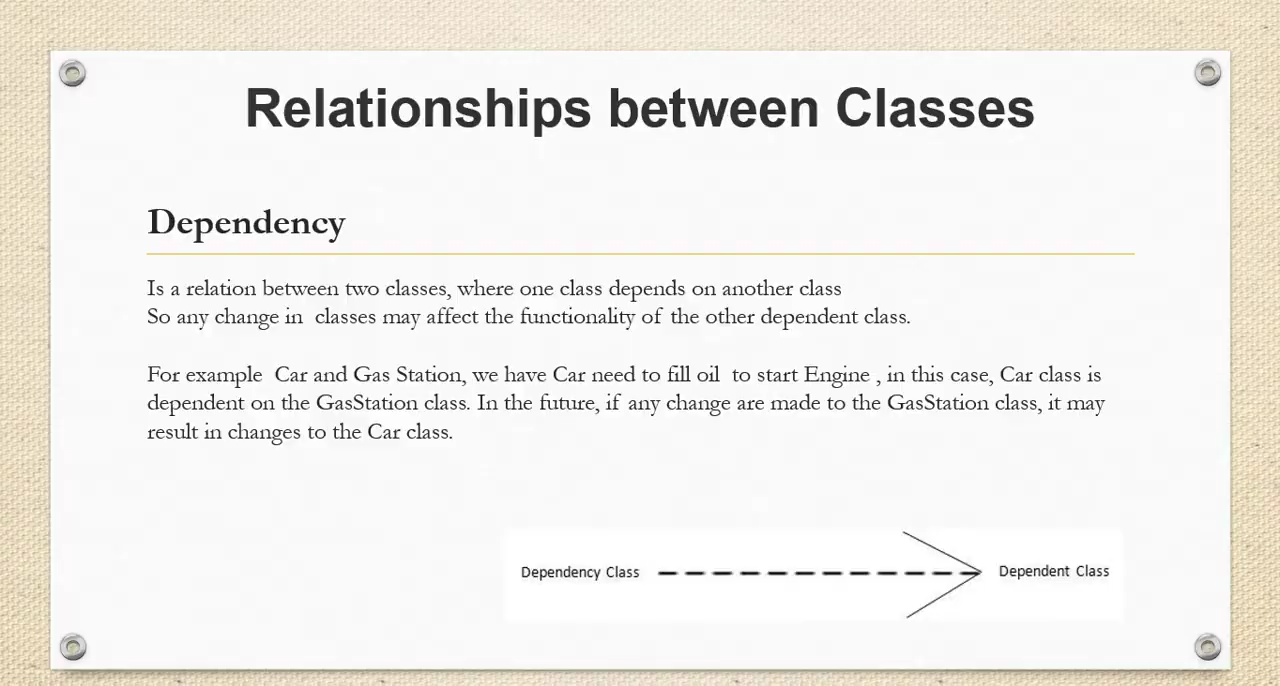 Relationships between Classes
Dependency
Is a relation between two classes, where one class depends on another class
So any change in  classes may affect the functionality of the other dependent class.
For example  Car and Gas Station, we have Car need to fill oil  to start Engine , in this case, Car class is
dependent on the GasStation class. In the future, if any change are made to the GasStation class, it may
result in changes to the Car class.
Dependency Class
Dependent Class